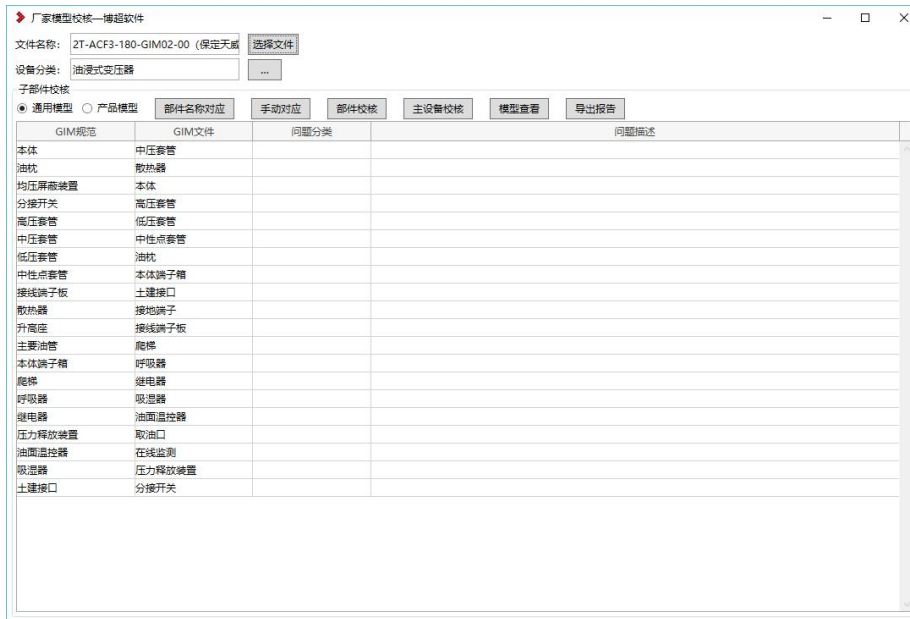 厂家模型校核—博超软件
文件名称： 2T-ACF3-180-GIM02-00（保定天威 选择文件
设备分类： 油浸式变压器 ...
子部件校核
通用模型 产品模型 部件名称对应 手动对应 部件校核 主设备校核 模型查看 导出报告
GIM规范 GIM文件 问题分类 问题描述
本体 中压套管
油枕 散热器
均压屏蔽装置 本体
分接开关 高压套管
高压套管 低压套管
中压套管 中性点套管
低压套管 油枕
中性点套管 本体端子箱
接线端子板 土建接口
散热器 接地端子
升高座 接线端子板
主要油管 爬梯
本体端子箱 呼吸器
爬梯 继电器
呼吸器 吸湿器
继电器 油面温控器
压力释放装置 取油口
油面温控器 在线监测
吸湿器 压力释放装置
土建接口 分接开关